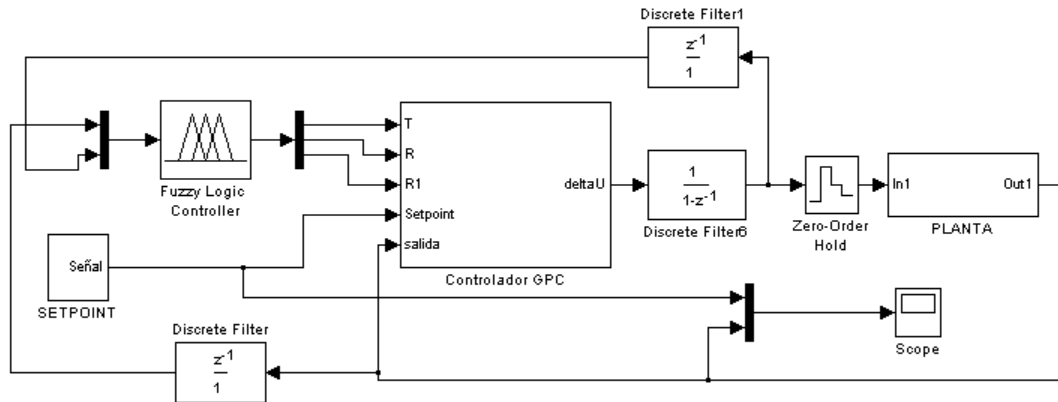 Discrete Filter1
z-1
1
Fuzzy Logic
Controller
T
R
R1
Setpoint
salida
deltaU
Controlador GPC
1
1-z-1
Discrete Filter6
Zero-Order
Hold
In1
Out1
PLANTA
Señal
SETPOINT
Scope
Discrete Filter
z-1
1